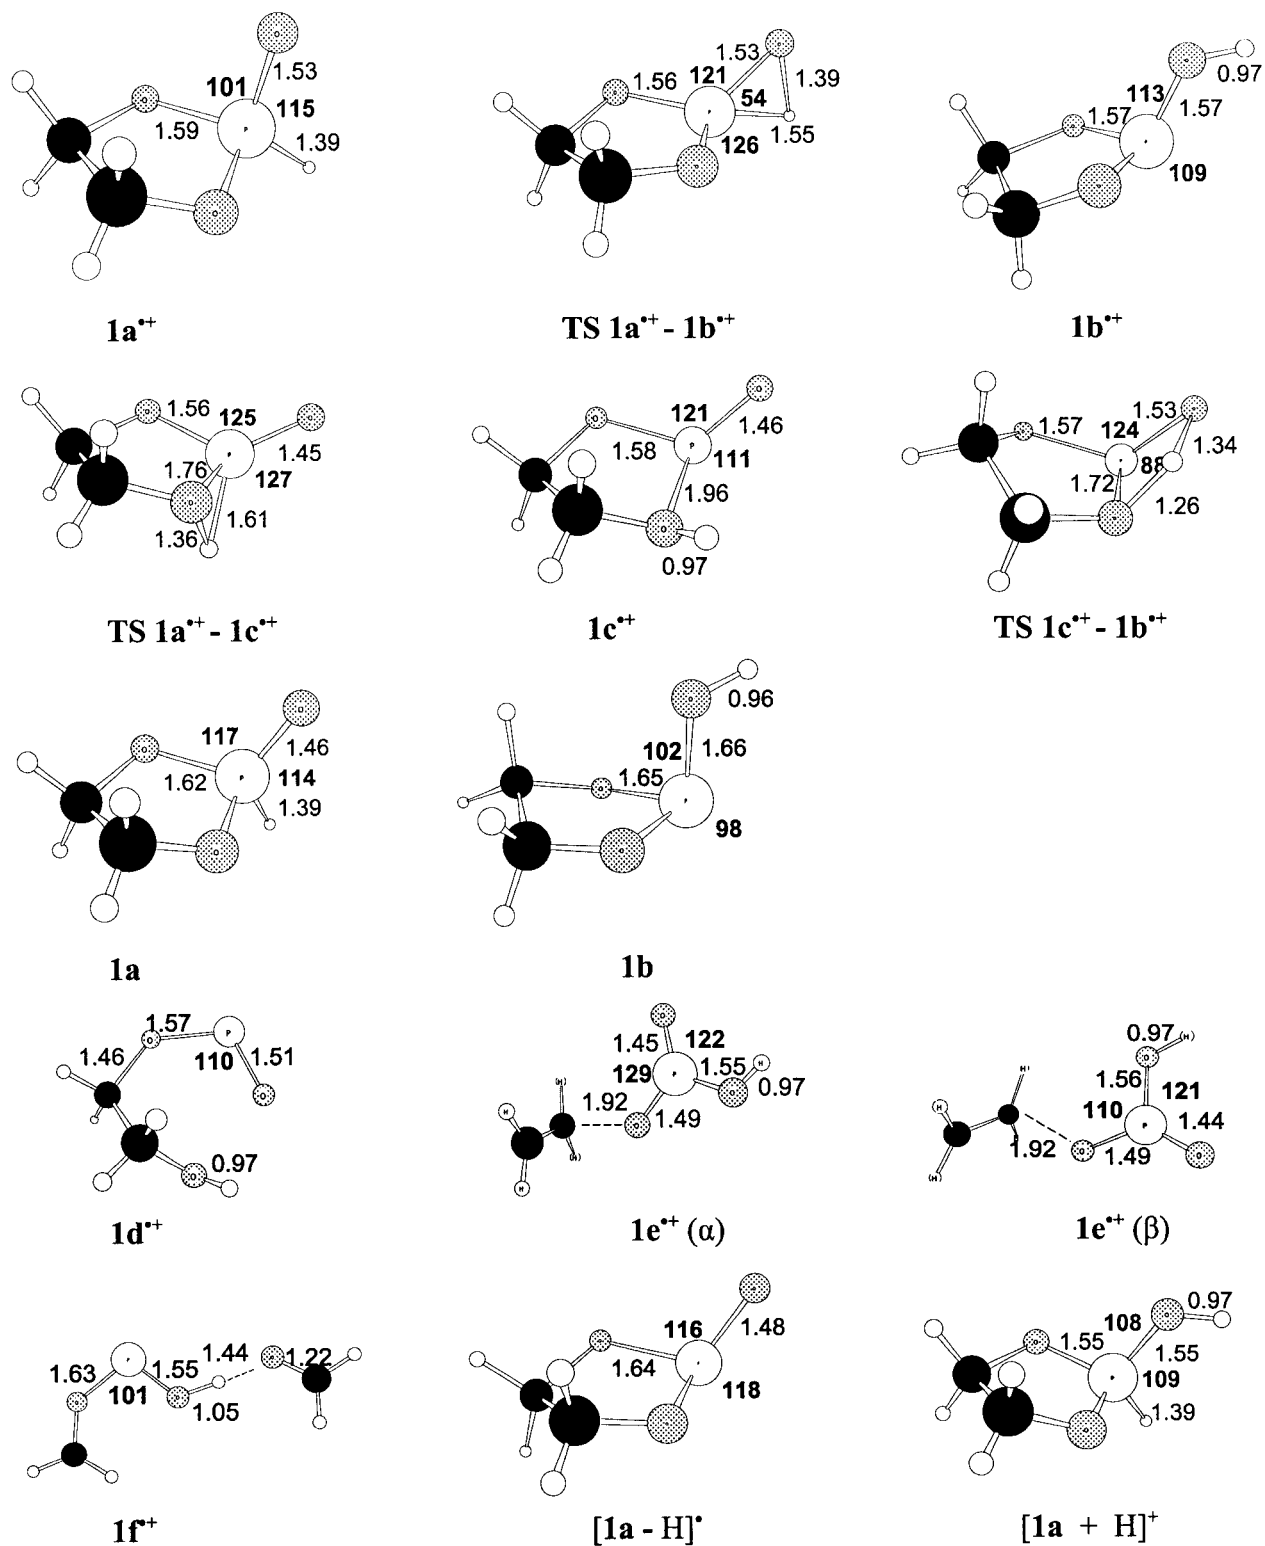 101 1.53 115 1.59 1.39
1a•+
1.53 121 1.39 1.56 54 1.55 126
TS 1a•+ - 1b•+
0.97 113 1.57 1.57 109
1b•+
1.56 125 1.45 1.76 127 1.61 1.36
TS 1a•+ - 1c•+
121 1.46 1.58 111 1.96 0.97
1c•+
1.53 124 1.57 1.34 88 1.72 1.26
TS 1c•+ - 1b•+
117 1.46 1.62 114 1.39
1a
0.96 102 1.66 1.65 98
1b
1.57 P O 1.46 110 1.51 O 0.97 O
1d•+
O 1.45 122 P 1.55 H 129 O 0.97 1.92 O 1.49 (H) H (H) H
1e•+ (α)
0.97 (H) O 1.56 121 110 P 1.44 1.92 O 1.49 O H (H)
1e•+ (β)
1.44 O 1.22 1.63 1.55 101 O O 1.05
1f•+
116 1.48 1.64 118
[1a - H]•
0.97 108 1.55 1.55 109 1.39
[1a + H]+